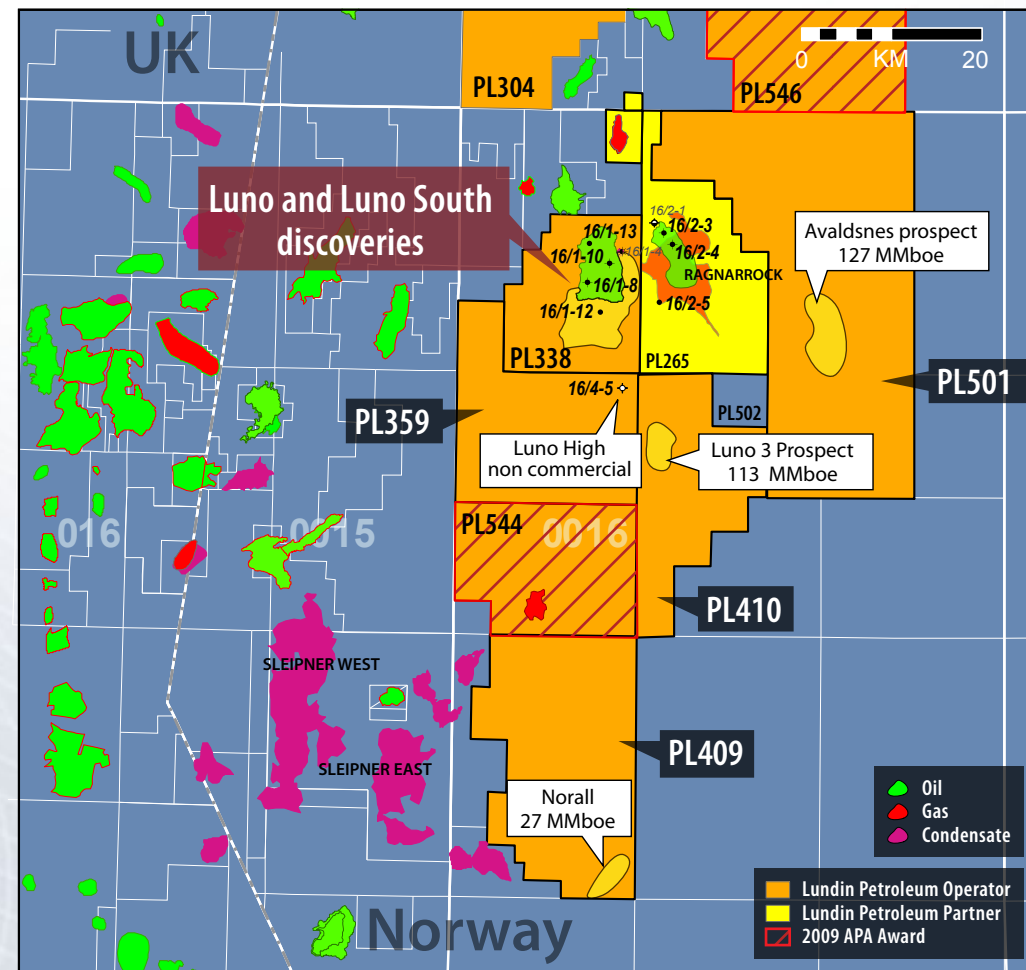 UK
0 KM 20
PL304
PL546
Luno and Luno South
discoveries
16/2-1
16/2-3
16/1-13
16/1-4
16/2-4
16/1-10
RAGNARROCK
16/1-8
16/2-5
16/1-12
Avaldsnes prospect
127 MMboe
PL338
PL265
PL501
16/4-5
PL359
PL502
Luno High
non commercial
Luno 3 Prospect
113 MMboe
PL544
016
0015
0016
PL410
SLEIPNER WEST
SLEIPNER EAST
PL409
Norall
27 MMboe
Oil
Gas
Condensate
Lundin Petroleum Operator
Lundin Petroleum Partner
2009 APA Award
Norway